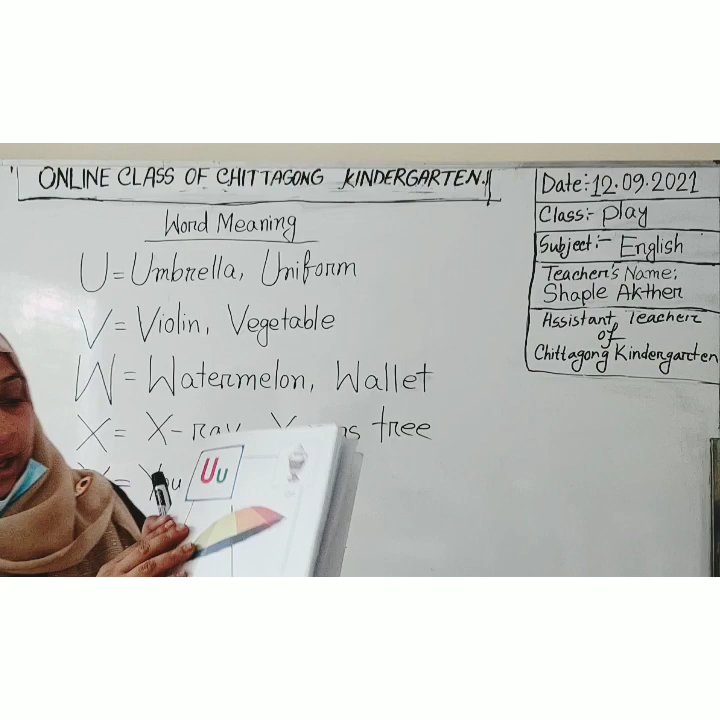 ONLINE CLASS OF CHITTAGONG KINDERGARTEN.
Word Meaning
U = Umbrella, Uniform
V = Violin, Vegetable
W = Watermelon, Wallet
X = X-ray, tree
=
Uu
Date:- 12.09.2021
Class:- Play
Subject:- English
Teacher's Name:
Shaple Akther
Assistant Teacher
of
Chittagong Kindergarten